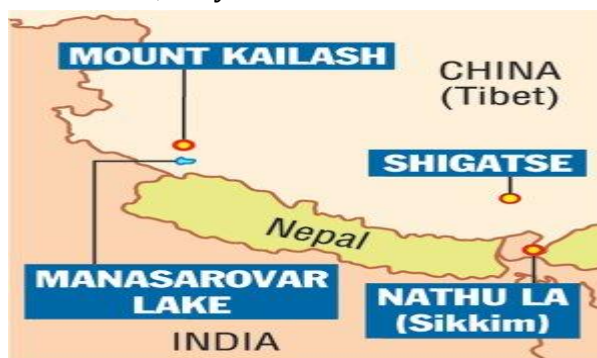 MOUNT KAILASH
CHINA
(Tibet)
SHIGATSE
Nepal
MANASAROVAR
LAKE
NATHU LA
(Sikkim)
INDIA